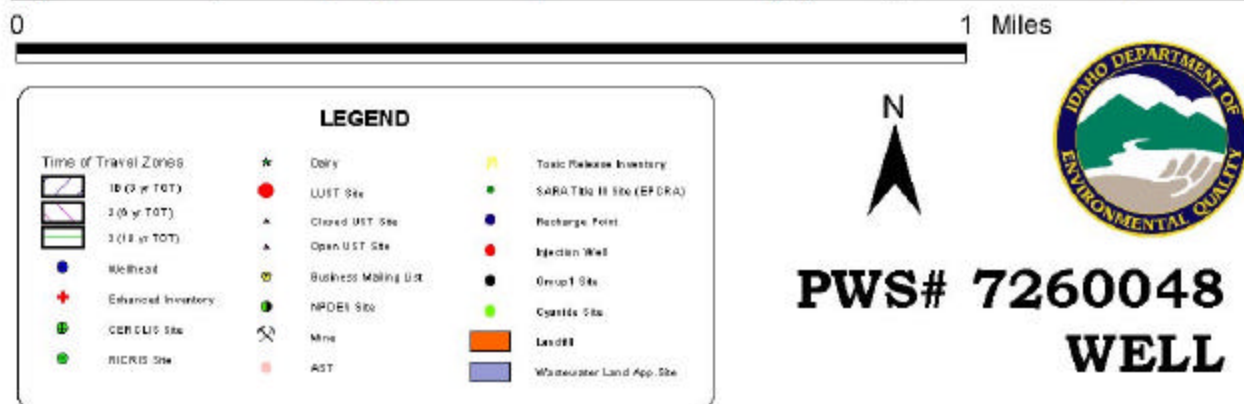 0 1 Miles
LEGEND
Time of Travel Zones
1B (3 yr TOT)
2 (6 yr TOT)
3 (10 yr TOT)
Wellhead
Enhanced Inventory
CERCLIS Site
RICRIS Site
Dairy
LUST Site
Closed UST Site
Open UST Site
Business Mailing List
NPDES Site
Mine
AST
Toxic Release Inventory
SARA Title III Site (EPCRA)
Recharge Point
Injection Well
Group 1 Site
Cyanide Site
Landfill
Wastewater Land App. Site
N
IDAHO DEPARTMENT OF
ENVIRONMENTAL QUALITY
PWS# 7260048
WELL